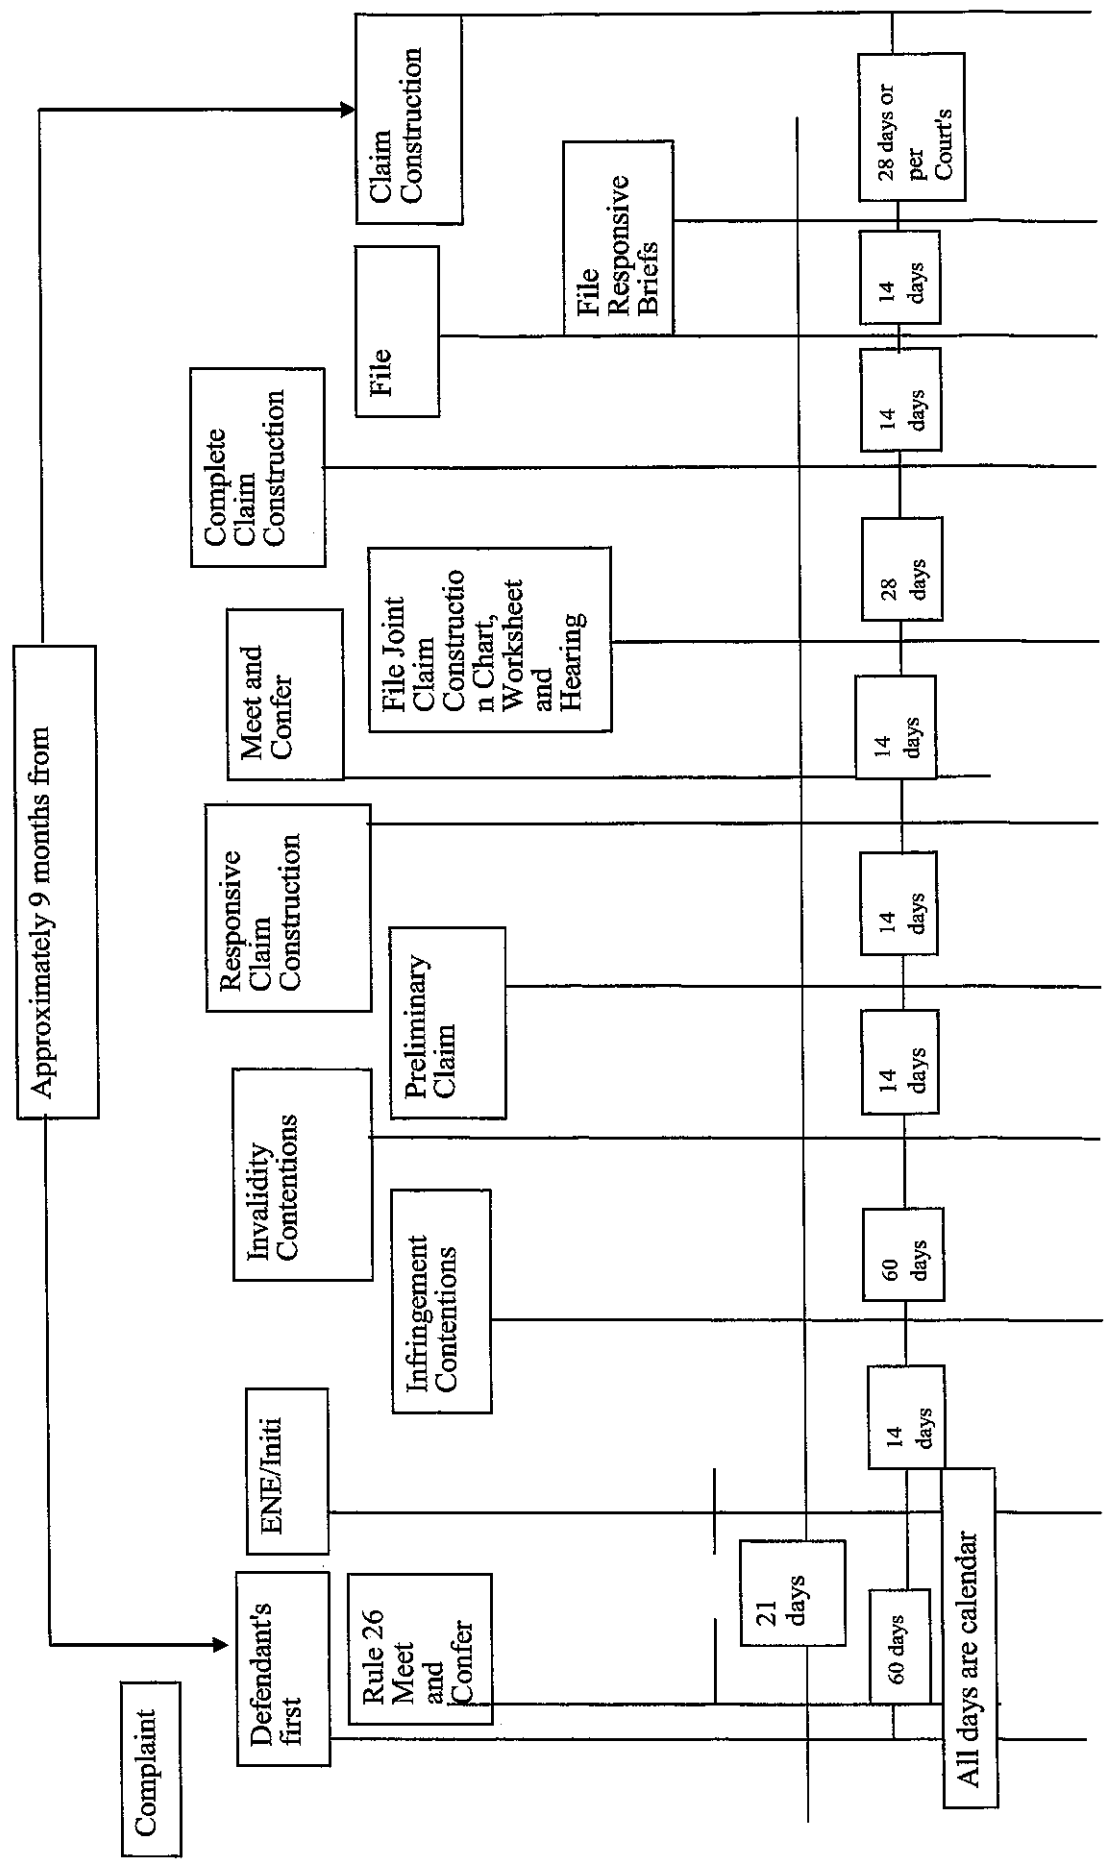 Approximately 9 months from
Complaint
Defendant's
first
Rule 26
Meet
and
Confer
ENE/Initi
Infringement
Contentions
Invalidity
Contentions
Preliminary
Claim
Responsive
Claim
Construction
Meet and
Confer
File Joint
Claim
Constructio
n Chart,
Worksheet
and
Hearing
Complete
Claim
Construction
File
File
Responsive
Briefs
Claim
Construction
21
days
60 days
14
days
60
days
14
days
14
days
14
days
28
days
14
days
14
days
28 days or
per
Court's
All days are calendar